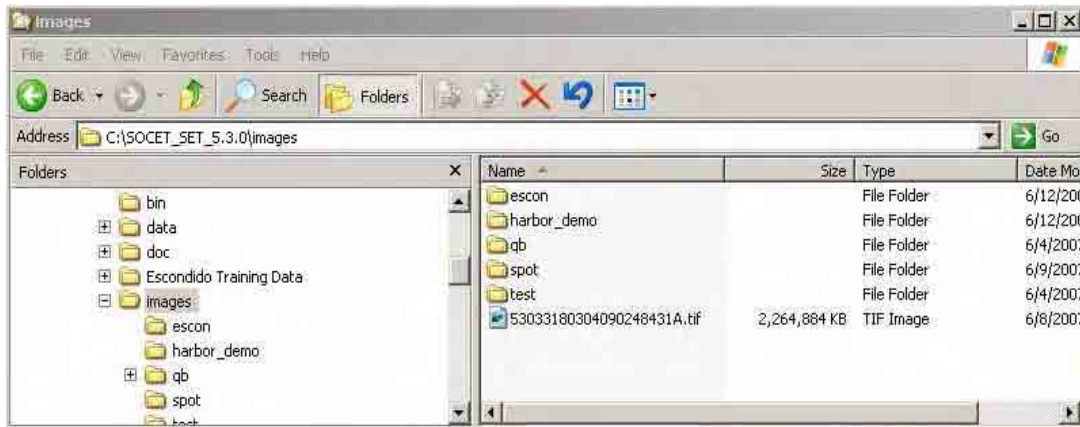 Images
File Edit View Favorites Tools Help
Back Search Folders
Address C:\SOCET_SET_5.3.0\images Go
Folders x
bin
data
doc
Escondido Training Data
images
escon
harbor_demo
qb
spot
test
Name Size Type Date Mo
escon File Folder 6/12/200
harbor_demo File Folder 6/12/200
qb File Folder 6/4/2007
spot File Folder 6/9/2007
test File Folder 6/4/2007
53033180304090248431A.tif 2,264,884 KB TIF Image 6/8/2007